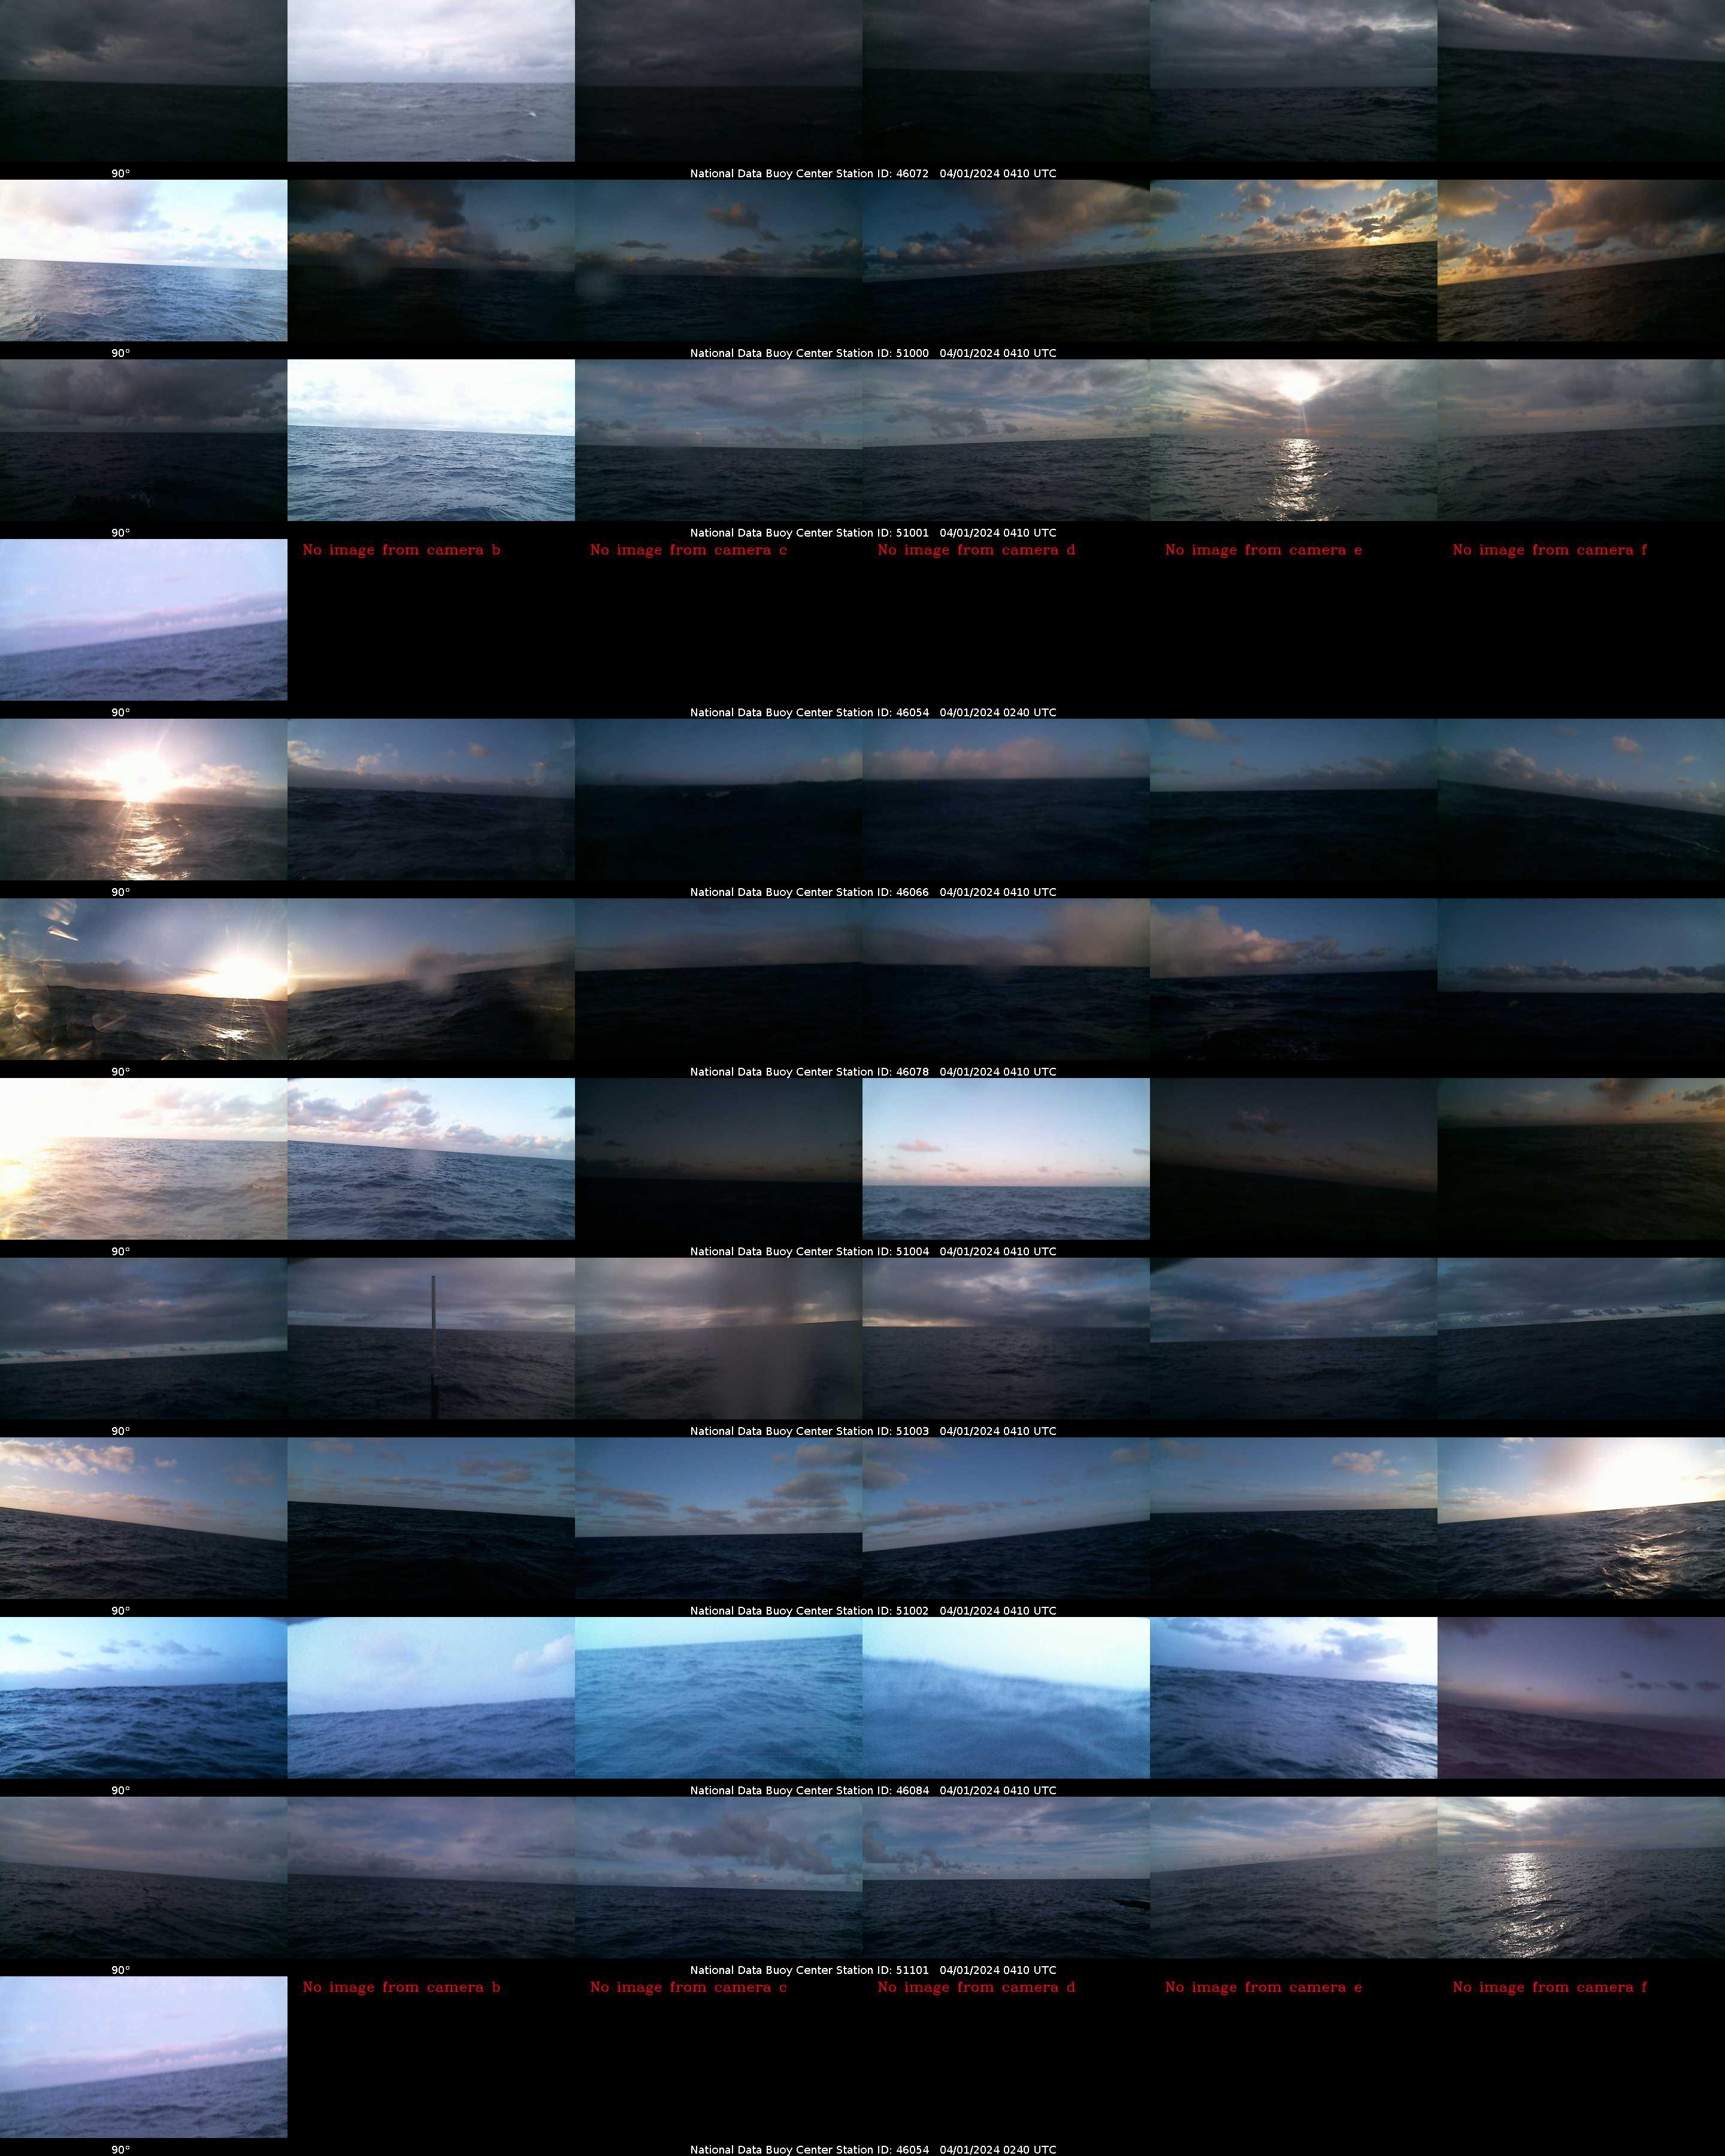 90° National Data Buoy Center Station ID: 46072 04/01/2024 0410 UTC
90° National Data Buoy Center Station ID: 51000 04/01/2024 0410 UTC
90° National Data Buoy Center Station ID: 51001 04/01/2024 0410 UTC
No image from camera b No image from camera c No image from camera d No image from camera e No image from camera f
90° National Data Buoy Center Station ID: 46054 04/01/2024 0240 UTC
90° National Data Buoy Center Station ID: 46066 04/01/2024 0410 UTC
90° National Data Buoy Center Station ID: 46078 04/01/2024 0410 UTC
90° National Data Buoy Center Station ID: 51004 04/01/2024 0410 UTC
90° National Data Buoy Center Station ID: 51003 04/01/2024 0410 UTC
90° National Data Buoy Center Station ID: 51002 04/01/2024 0410 UTC
90° National Data Buoy Center Station ID: 46084 04/01/2024 0410 UTC
90° National Data Buoy Center Station ID: 51101 04/01/2024 0410 UTC
No image from camera b No image from camera c No image from camera d No image from camera e No image from camera f
90° National Data Buoy Center Station ID: 46054 04/01/2024 0240 UTC